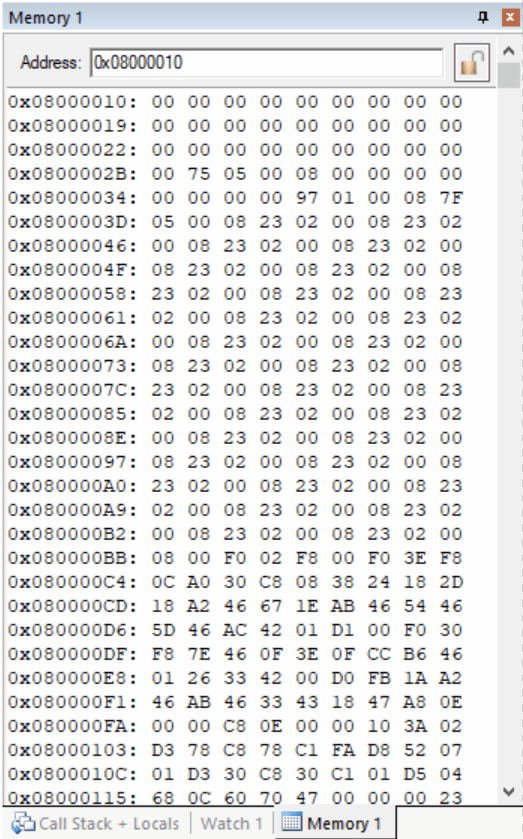 Memory 1
Address: 0x08000010
0x08000010: 00 00 00 00 00 00 00 00 00
0x08000019: 00 00 00 00 00 00 00 00 00
0x08000022: 00 00 00 00 00 00 00 00 00
0x0800002B: 00 75 05 00 08 00 00 00 00
0x08000034: 00 00 00 00 97 01 00 08 7F
0x0800003D: 05 00 08 23 02 00 08 23 02
0x08000046: 00 08 23 02 00 08 23 02 00
0x0800004F: 08 23 02 00 08 23 02 00 08
0x08000058: 23 02 00 08 23 02 00 08 23
0x08000061: 02 00 08 23 02 00 08 23 02
0x0800006A: 00 08 23 02 00 08 23 02 00
0x08000073: 08 23 02 00 08 23 02 00 08
0x0800007C: 23 02 00 08 23 02 00 08 23
0x08000085: 02 00 08 23 02 00 08 23 02
0x0800008E: 00 08 23 02 00 08 23 02 00
0x08000097: 08 23 02 00 08 23 02 00 08
0x080000A0: 23 02 00 08 23 02 00 08 23
0x080000A9: 02 00 08 23 02 00 08 23 02
0x080000B2: 00 08 23 02 00 08 23 02 00
0x080000BB: 08 00 F0 02 F8 00 F0 3E F8
0x080000C4: 0C A0 30 C8 08 38 24 18 2D
0x080000CD: 18 A2 46 67 1E AB 46 54 46
0x080000D6: 5D 46 AC 42 01 D1 00 F0 30
0x080000DF: F8 7E 46 0F 3E 0F CC B6 46
0x080000E8: 01 26 33 42 00 D0 FB 1A A2
0x080000F1: 46 AB 46 33 43 18 47 A8 0E
0x080000FA: 00 00 C8 0E 00 00 10 3A 02
0x08000103: D3 78 C8 78 C1 FA D8 52 07
0x0800010C: 01 D3 30 C8 30 C1 01 D5 04
0x08000115: 68 0C 60 70 47 00 00 00 23
Call Stack + Locals | Watch 1 | Memory 1